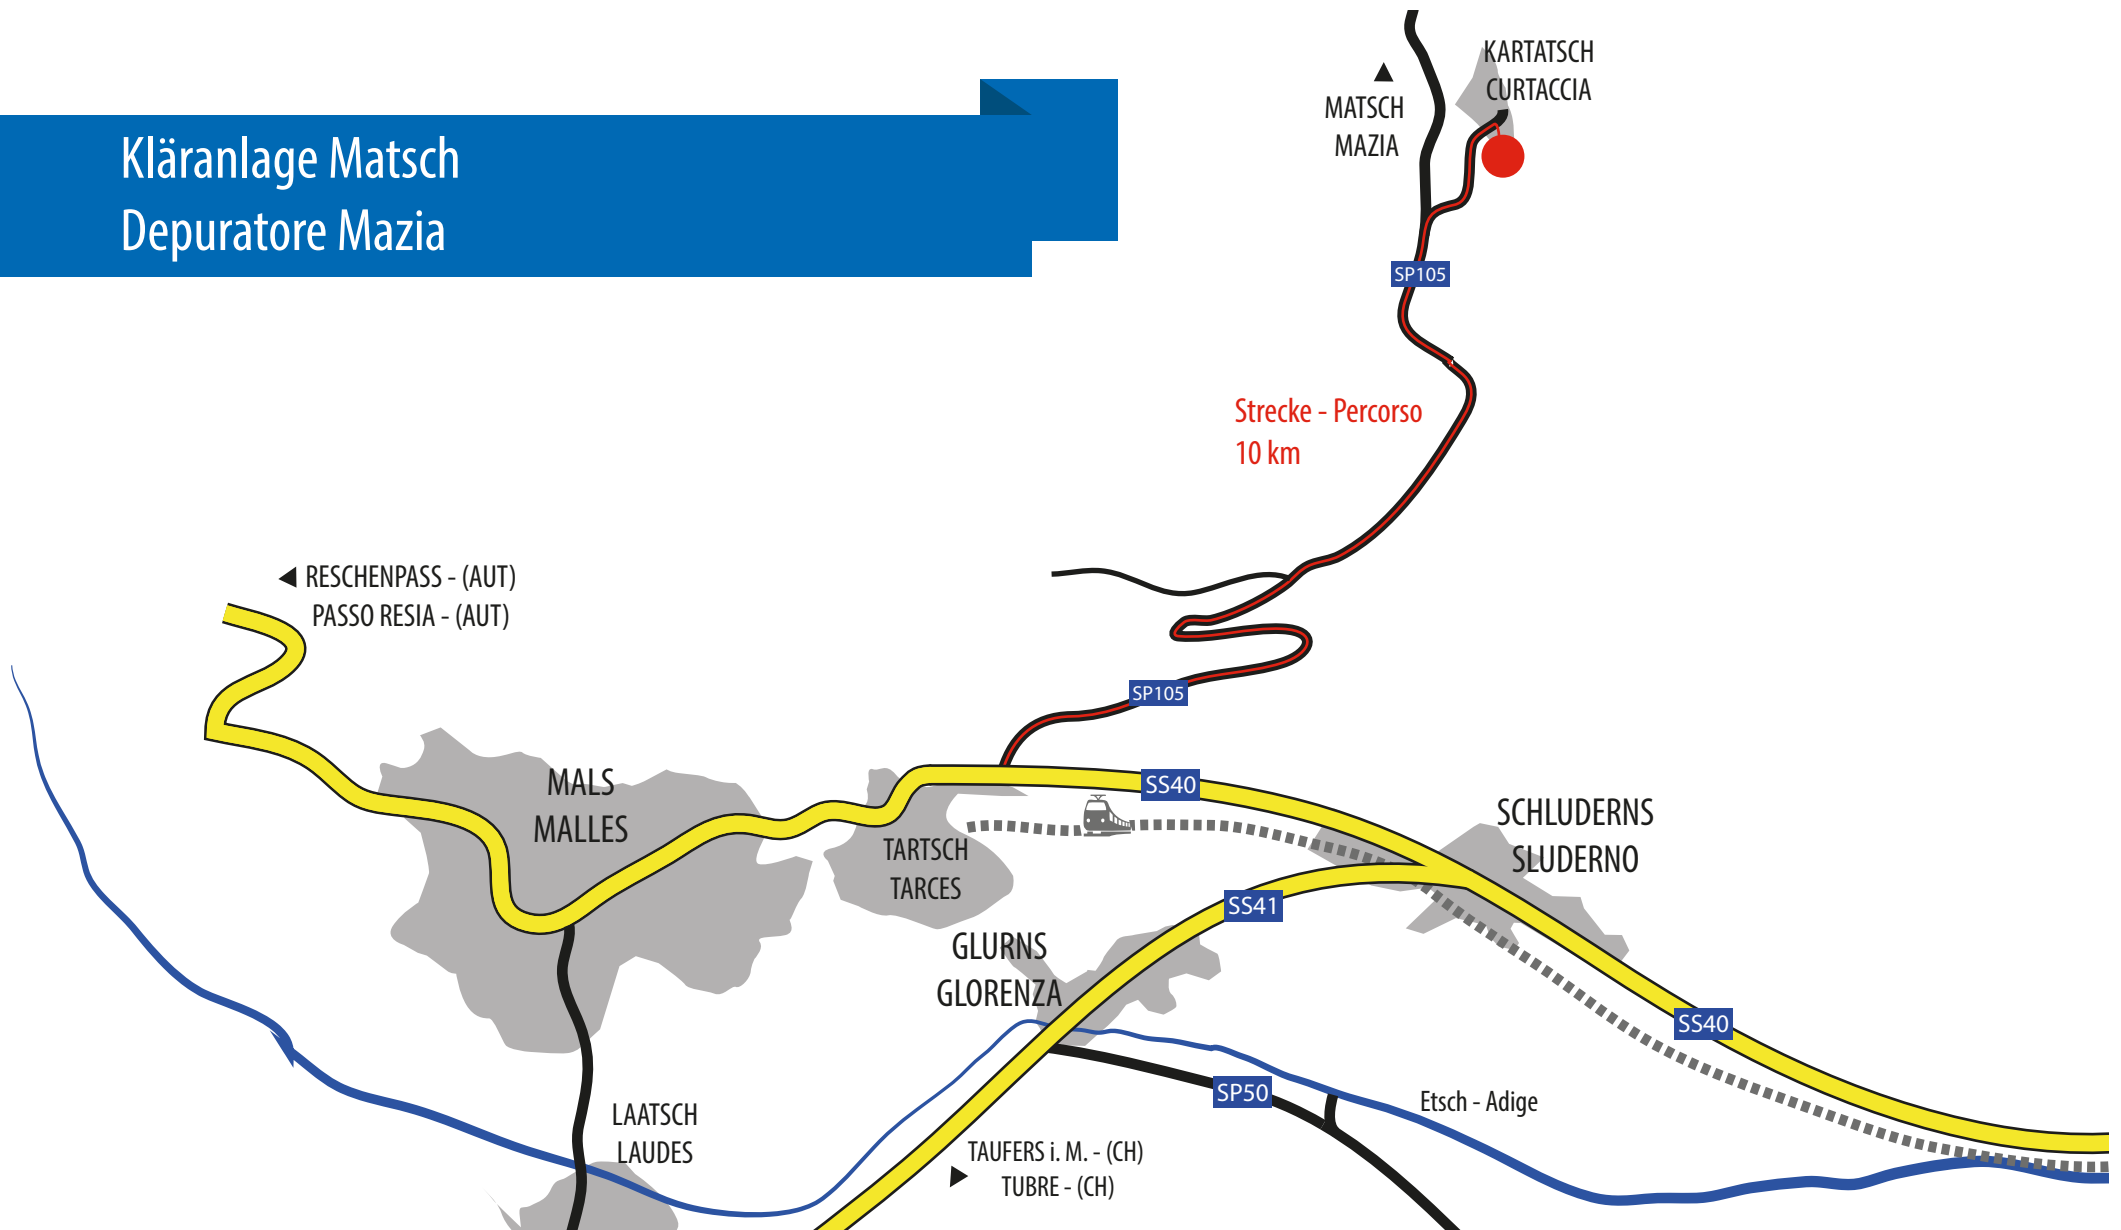 KARTATSCH
CURTACCIA
MATSCH
MAZIA
Kläranlage Matsch
Depuratore Mazia
SP105
Strecke - Percorso
10 km
RESCHENPASS - (AUT)
PASSO RESIA - (AUT)
SP105
MALS
MALLES
SS40
SCHLUDERNS
SLUDERNO
TARTSCH
TARCES
SS41
GLURNS
GLORENZA
SS40
SP50
Etsch - Adige
LAATSCH
LAUDES
TAUFERS i. M. - (CH)
TUBRE - (CH)